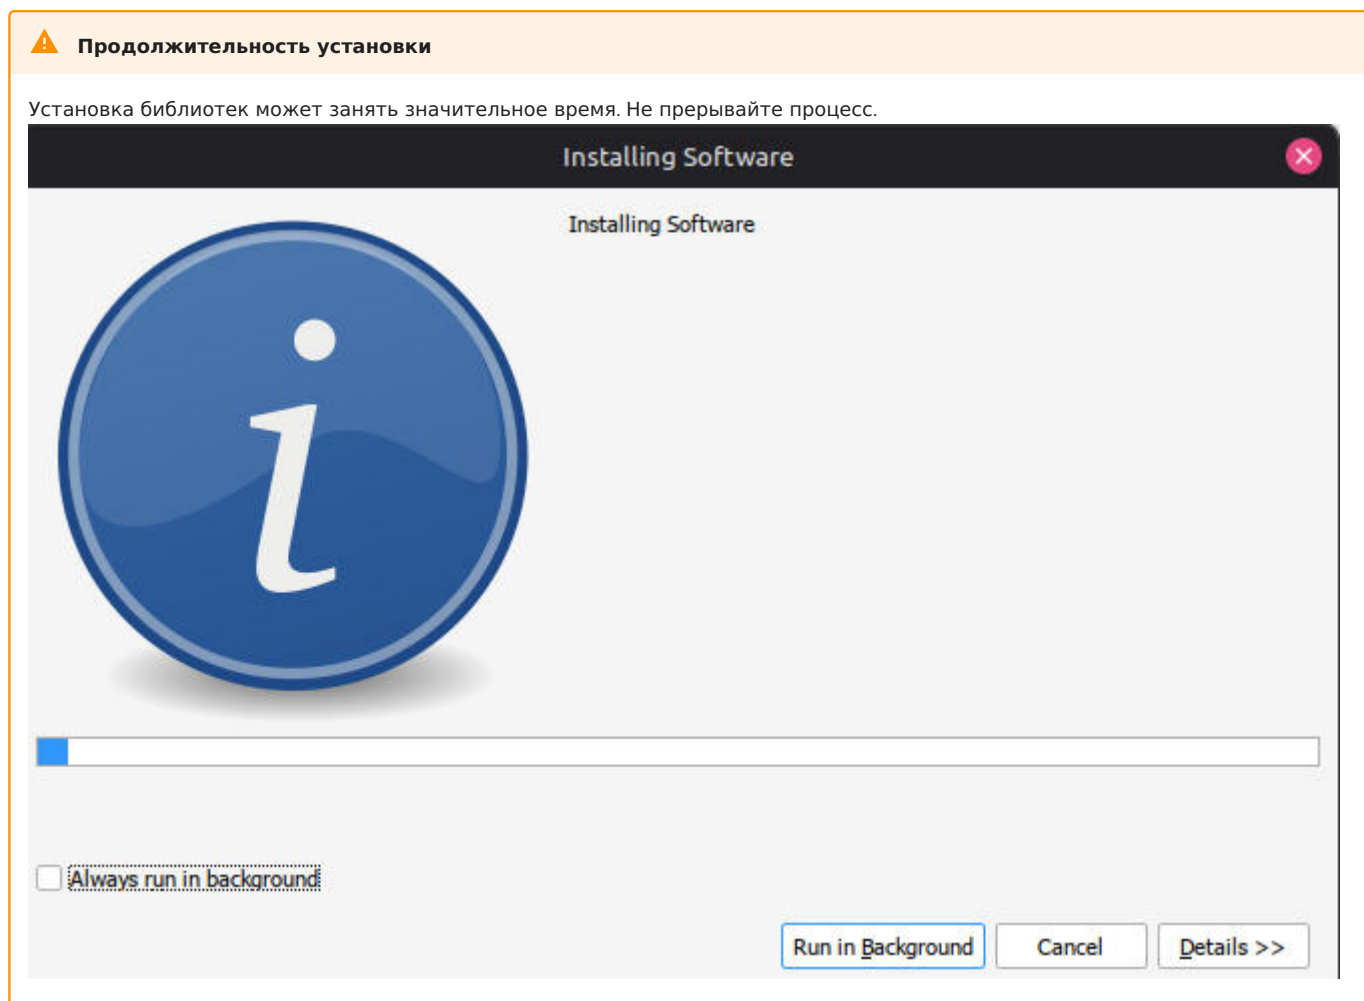 Продолжительность установки
Установка библиотек может занять значительное время. Не прерывайте процесс.
Installing Software
Installing Software
Always run in background
Run in Background Cancel Details >>